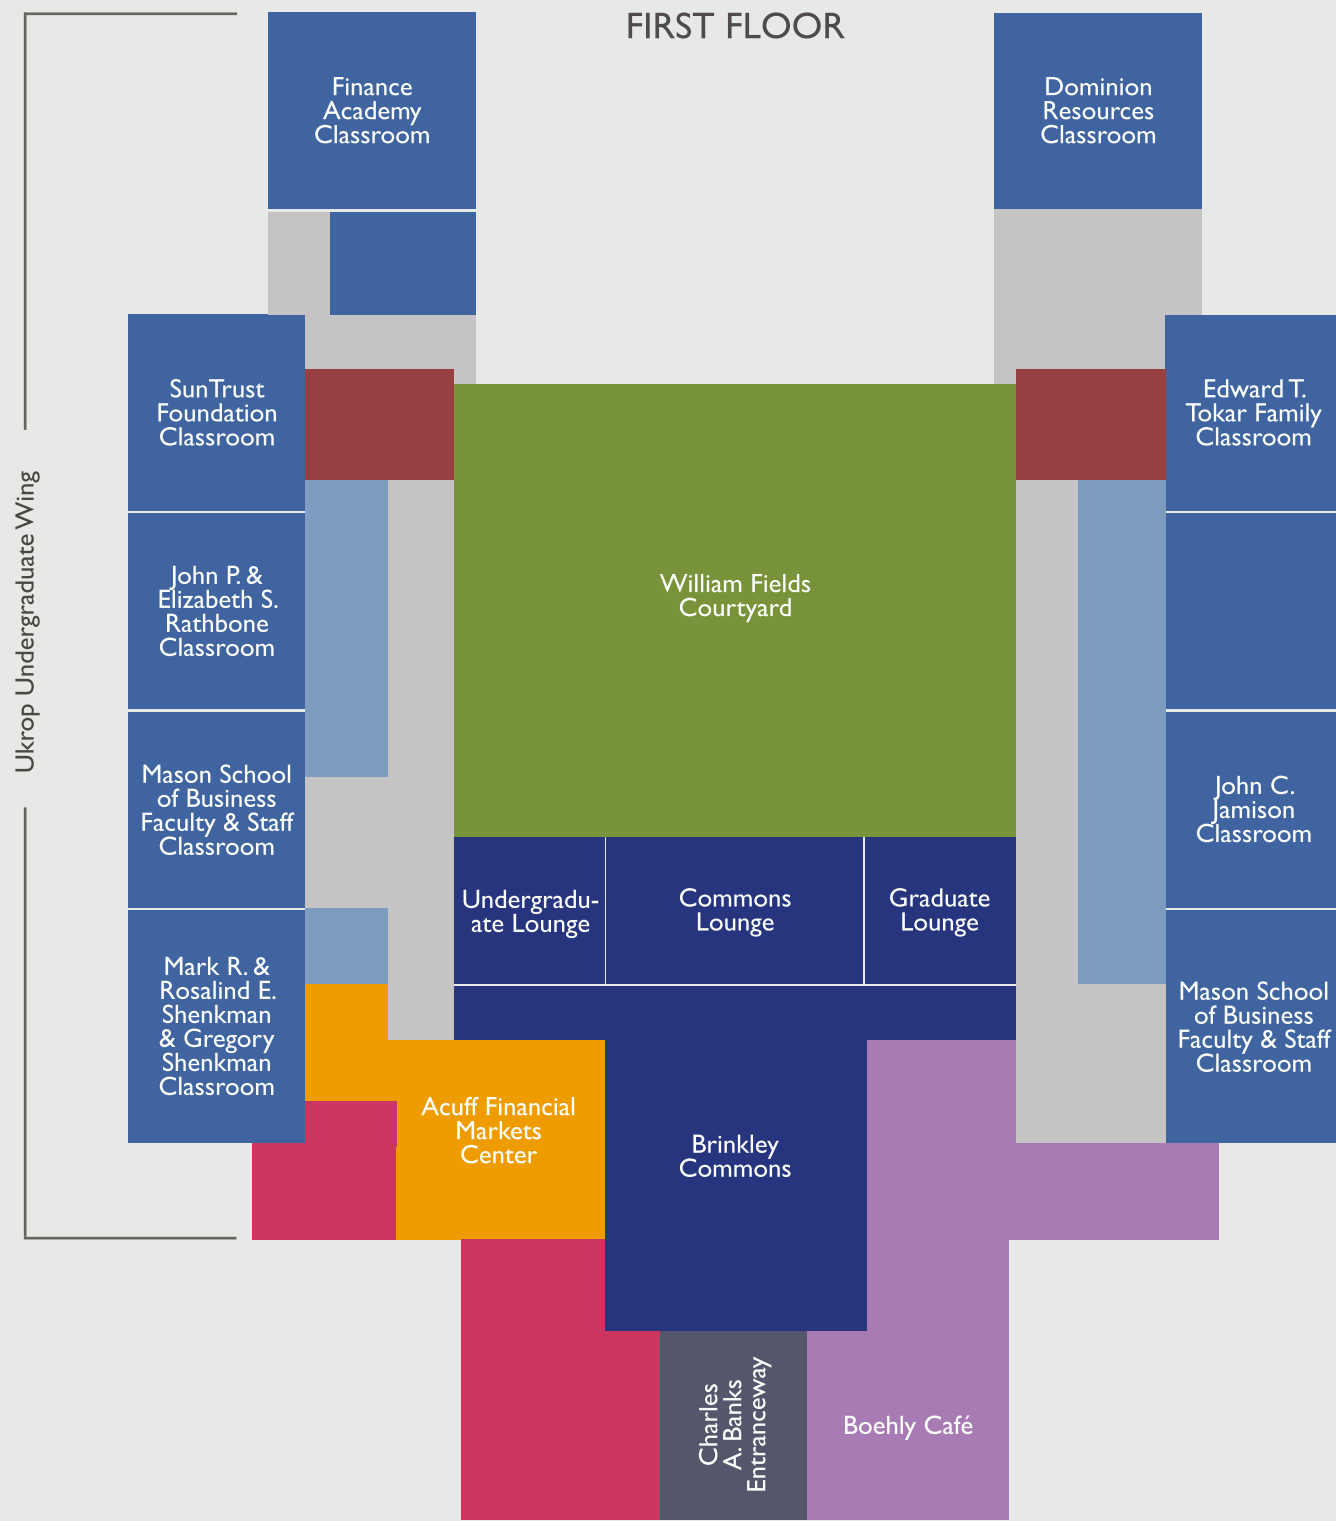 FIRST FLOOR
Finance
Academy
Classroom
Dominion
Resources
Classroom
SunTrust
Foundation
Classroom
Edward T.
Tokar Family
Classroom
Ukrop Undergraduate Wing
John P. &
Elizabeth S.
Rathbone
Classroom
William Fields
Courtyard
Mason School
of Business
Faculty & Staff
Classroom
John C.
Jamison
Classroom
Undergradu-
ate Lounge
Commons
Lounge
Graduate
Lounge
Mark R. &
Rosalind E.
Shenkman
& Gregory
Shenkman
Classroom
Mason School
of Business
Faculty & Staff
Classroom
Acuff Financial
Markets
Center
Brinkley
Commons
Charles
A. Banks
Entranceway
Boehly Café